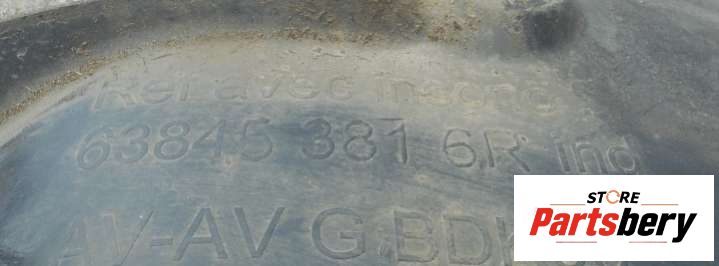 Ref avec insono
63845 381 6R ind
AV-AV G BD
STORE
Partsbery